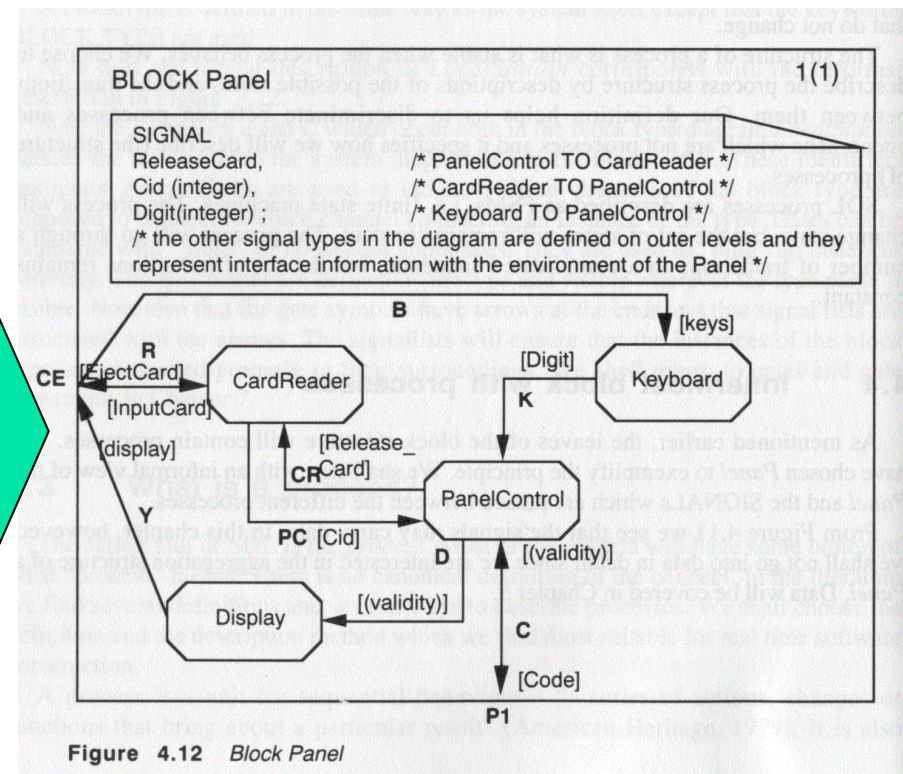 BLOCK Panel
1(1)
SIGNAL
ReleaseCard, /* PanelControl TO CardReader */
Cid (integer), /* CardReader TO PanelControl */
Digit(integer) ; /* Keyboard TO PanelControl */
/* the other signal types in the diagram are defined on outer levels and they
represent interface information with the environment of the Panel */
B
[keys]
R
CE
[EjectCard]
CardReader
[Digit]
Keyboard
[InputCard]
K
[display]
[Release_
Card]
CR
PanelControl
Y
PC [Cid]
D
[(validity)]
[(validity)]
Display
C
[Code]
P1
Figure 4.12 Block Panel